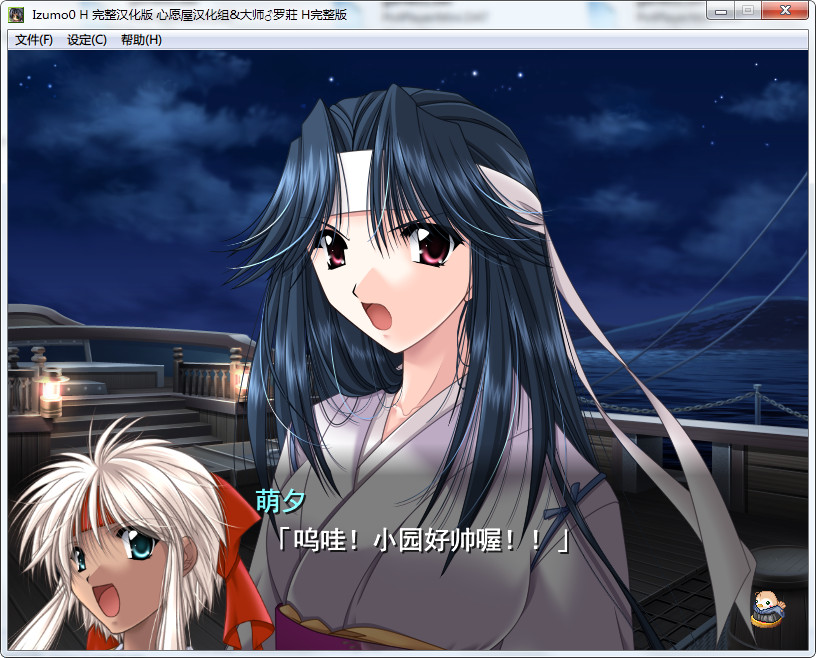 Izumo0 H 完整汉化版 心愿屋汉化组&大师♂罗莊 H完整版
文件(F) 设定(C) 帮助(H)
萌夕
「呜哇！小园好帅喔！！」